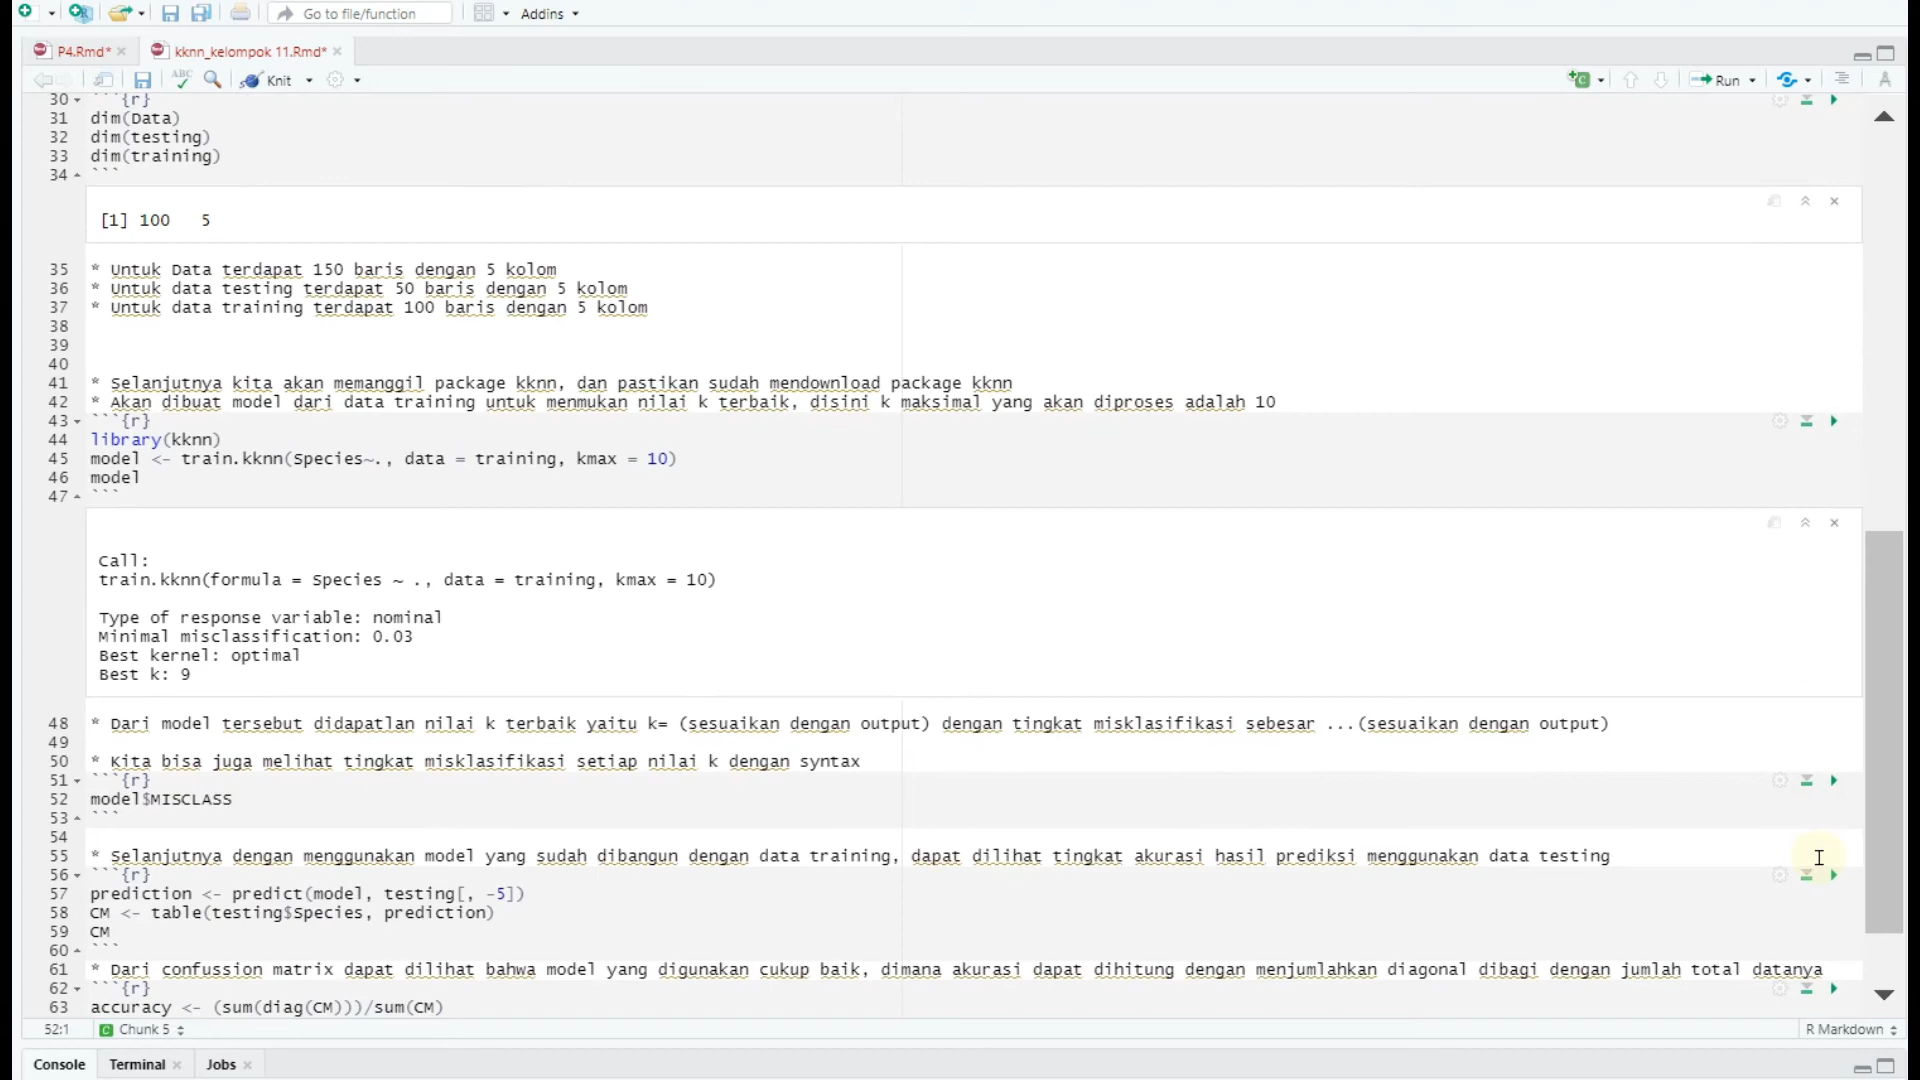 Go to file/function
Addins
P4.Rmd*
kknn_kelompok 11.Rmd*
ABC
Knit
Run
30 ```{r}
31 dim(Data)
32 dim(testing)
33 dim(training)
34 ```
[1] 100 5
35 * Untuk Data terdapat 150 baris dengan 5 kolom
36 * Untuk data testing terdapat 50 baris dengan 5 kolom
37 * Untuk data training terdapat 100 baris dengan 5 kolom
38
39
40
41 * Selanjutnya kita akan memanggil package kknn, dan pastikan sudah mendownload package kknn
42 * Akan dibuat model dari data training untuk menmukan nilai k terbaik, disini k maksimal yang akan diproses adalah 10
43 ```{r}
44 library(kknn)
45 model <- train.kknn(Species~., data = training, kmax = 10)
46 model
47 ```
Call:
train.kknn(formula = Species ~ ., data = training, kmax = 10)
Type of response variable: nominal
Minimal misclassification: 0.03
Best kernel: optimal
Best k: 9
48 * Dari model tersebut didapatlan nilai k terbaik yaitu k= (sesuaikan dengan output) dengan tingkat misklasifikasi sebesar ...(sesuaikan dengan output)
49
50 * Kita bisa juga melihat tingkat misklasifikasi setiap nilai k dengan syntax
51 ```{r}
52 model$MISCLASS
53 ```
54
55 * Selanjutnya dengan menggunakan model yang sudah dibangun dengan data training, dapat dilihat tingkat akurasi hasil prediksi menggunakan data testing
56 ```{r}
57 prediction <- predict(model, testing[, -5])
58 CM <- table(testing$Species, prediction)
59 CM
60 ```
61 * Dari confussion matrix dapat dilihat bahwa model yang digunakan cukup baik, dimana akurasi dapat dihitung dengan menjumlahkan diagonal dibagi dengan jumlah total datanya
62 ```{r}
63 accuracy <- (sum(diag(CM)))/sum(CM)
52:1
C Chunk 5
R Markdown
Console
Terminal
Jobs